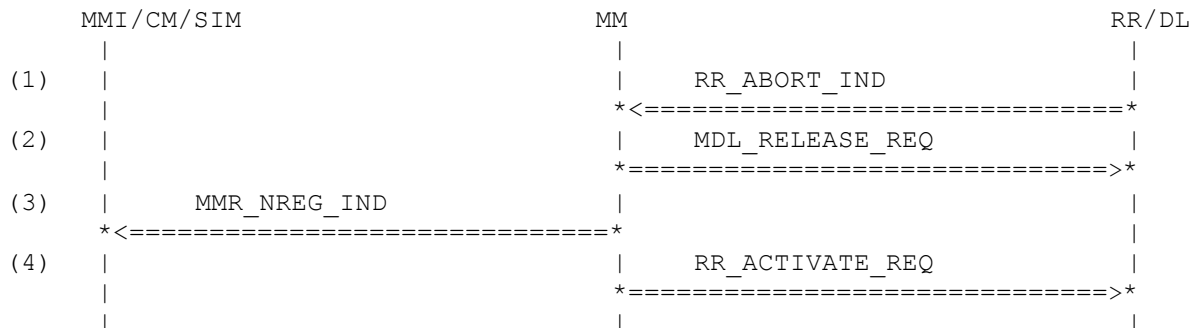 MMI/CM/SIM MM RR/DL
| | |
(1) | | RR_ABORT_IND |
| *<==============================*
(2) | | MDL_RELEASE_REQ |
| *==============================>*
(3) | MMR_NREG_IND | |
*<==============================* |
(4) | | RR_ACTIVATE_REQ |
| *==============================>*
| | |